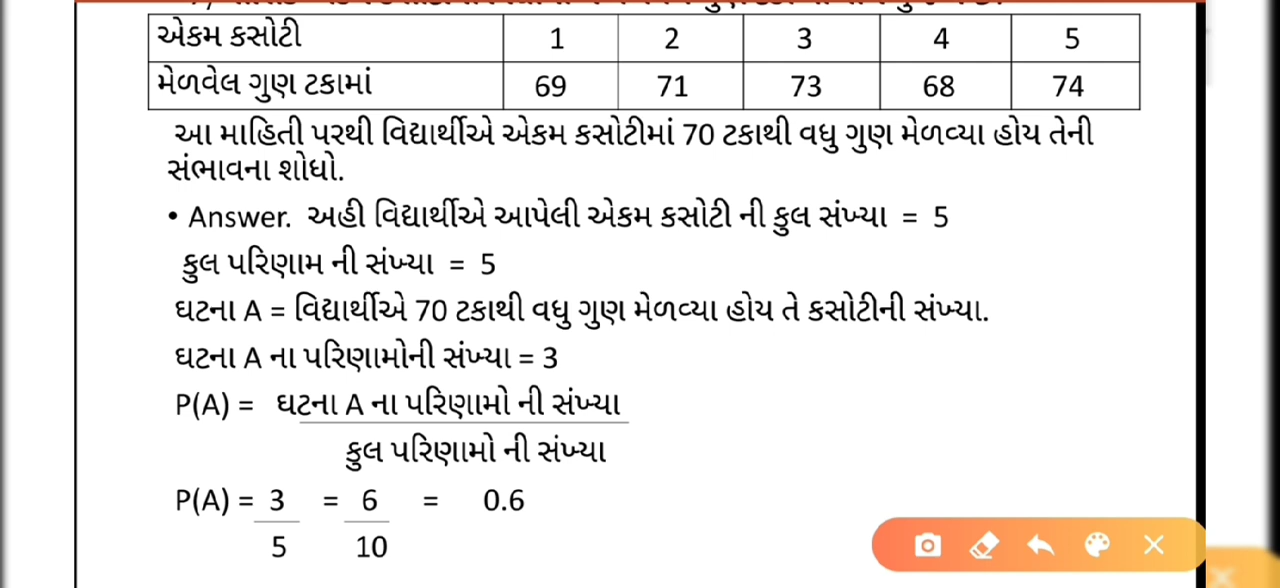 એકમ કસોટી 1 2 3 4 5
મેળવેલ ગુણ ટકામાં 69 71 73 68 74
આ માહિતી પરથી વિદ્યાર્થીએ એકમ કસોટીમાં 70 ટકાથી વધુ ગુણ મેળવ્યા હોય તેની
સંભાવના શોધો.
• Answer. અહી વિદ્યાર્થીએ આપેલી એકમ કસોટી ની કુલ સંખ્યા = 5
કુલ પરિણામ ની સંખ્યા = 5
ઘટના A = વિદ્યાર્થીએ 70 ટકાથી વધુ ગુણ મેળવ્યા હોય તે કસોટીની સંખ્યા.
ઘટના A ના પરિણામોની સંખ્યા = 3
P(A) = ઘટના A ના પરિણામો ની સંખ્યા
કુલ પરિણામો ની સંખ્યા
P(A) = 3 = 6 = 0.6
5 10